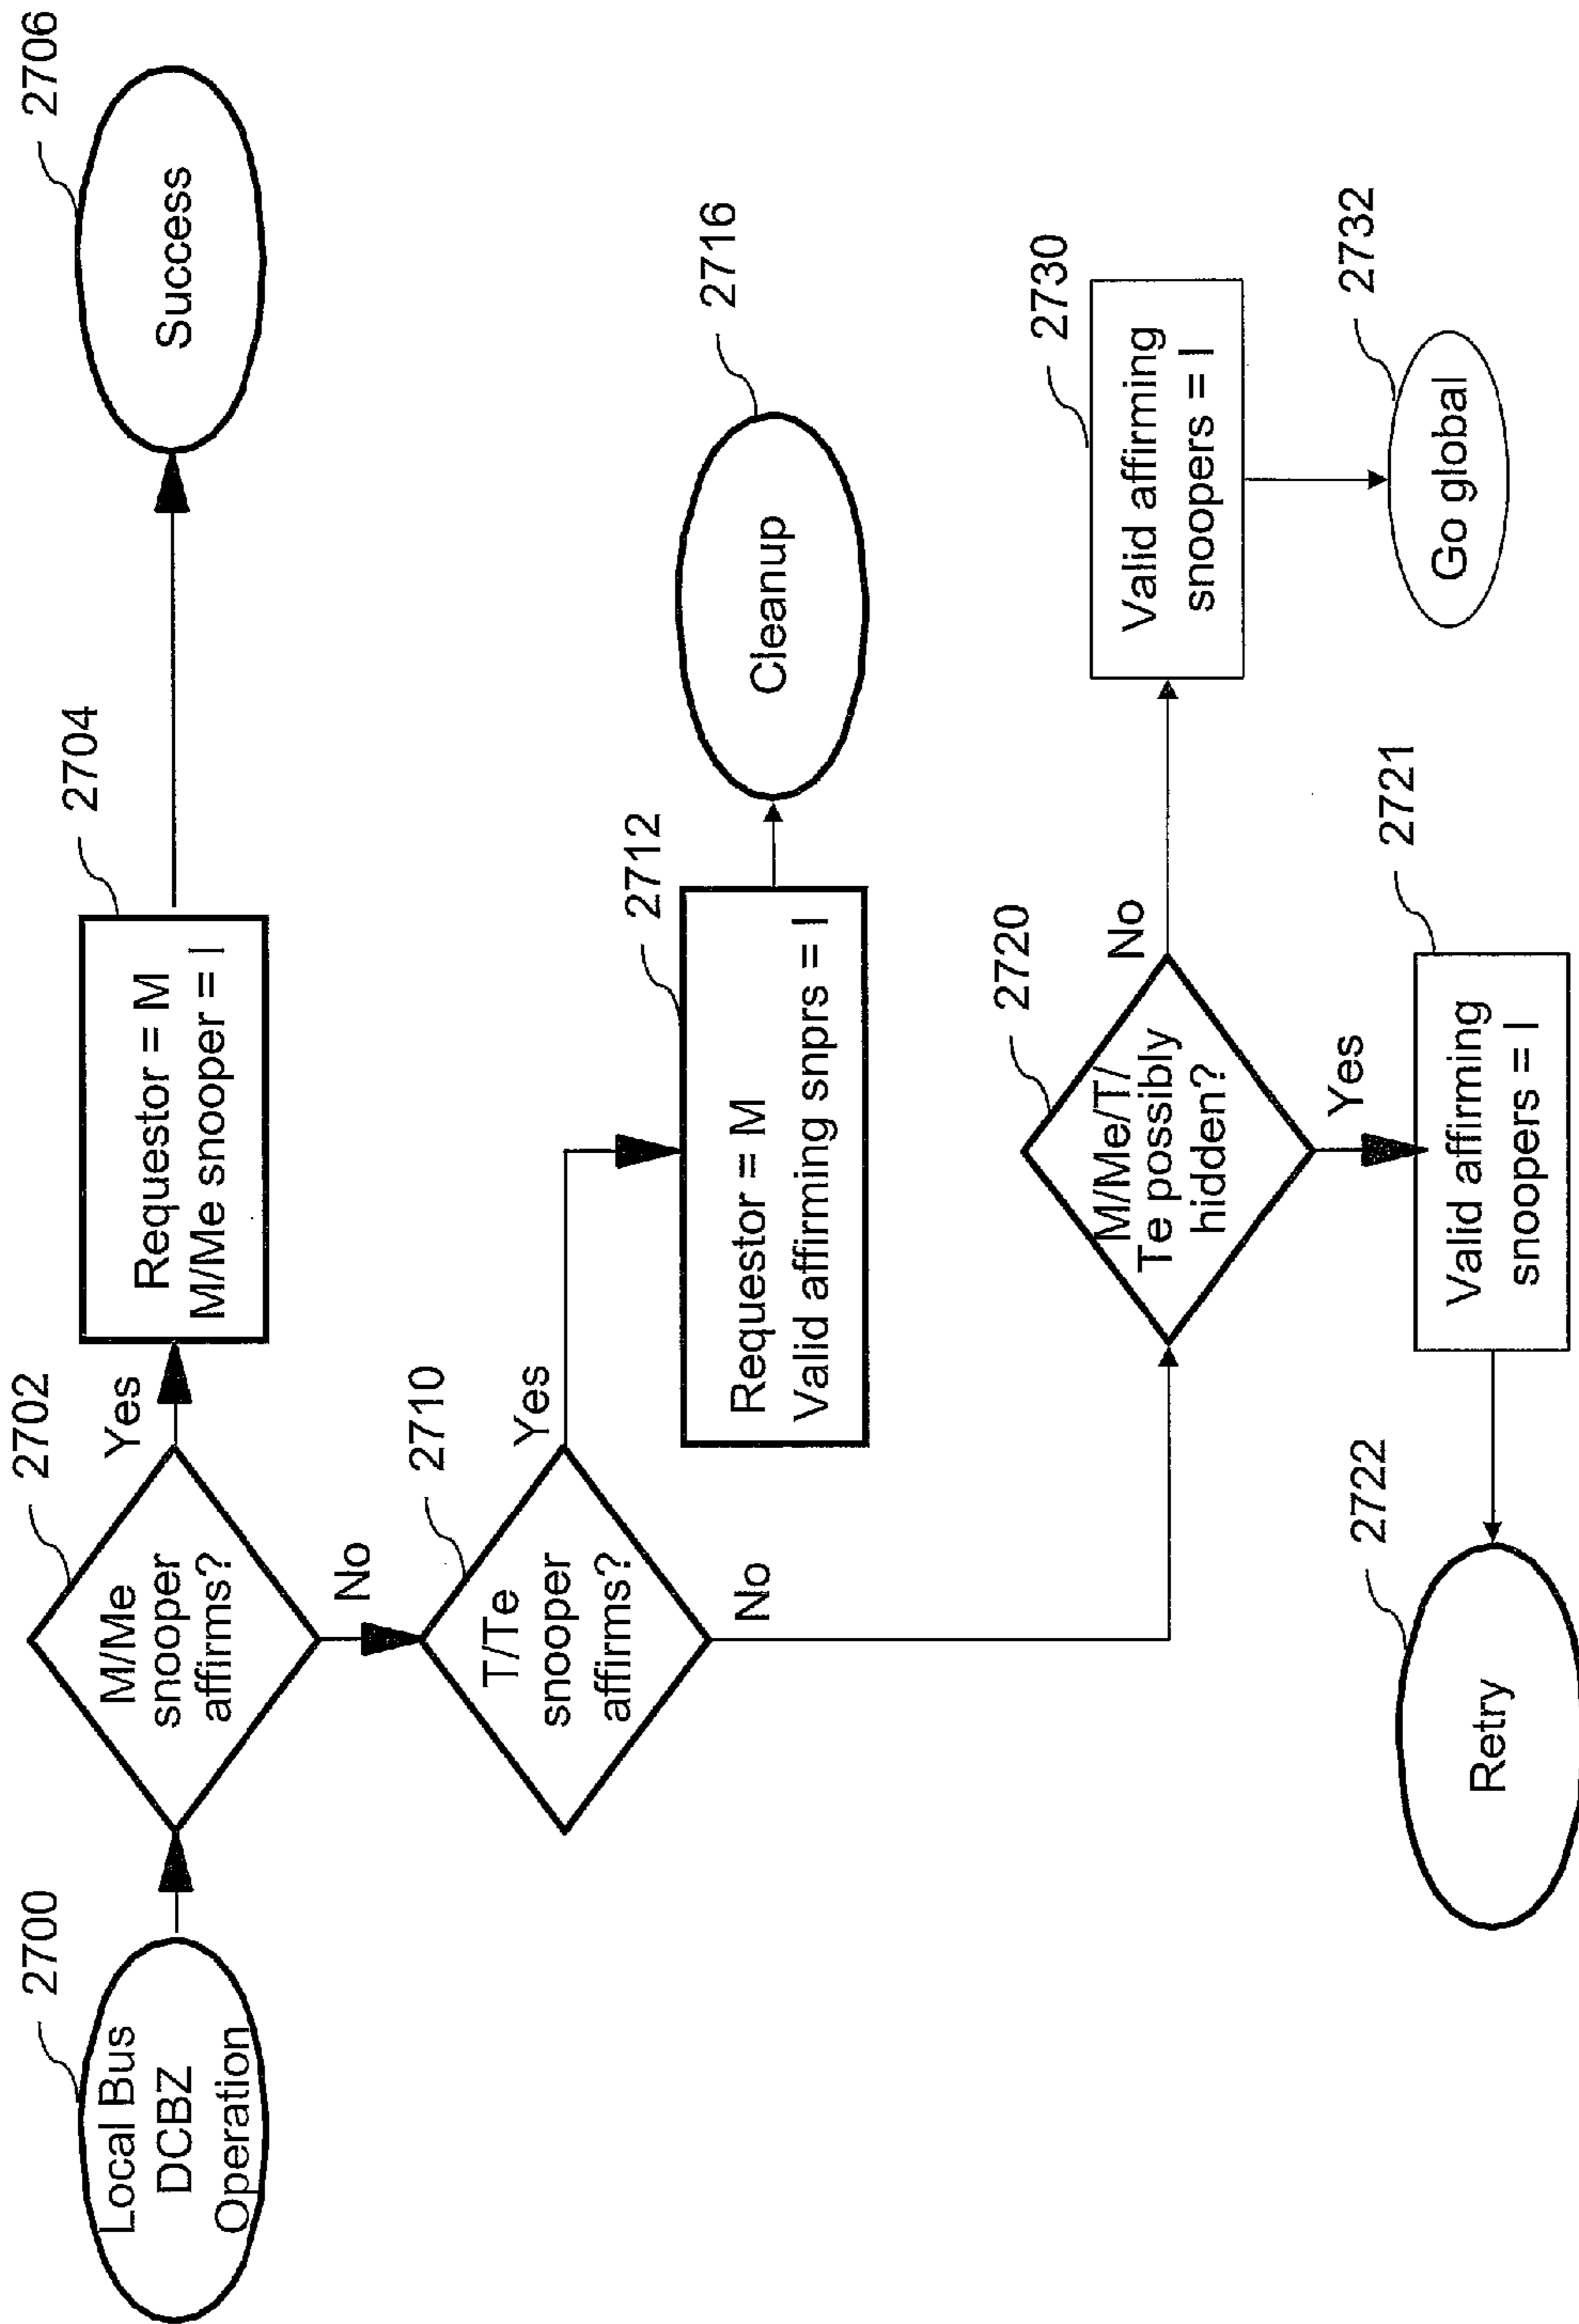 2700
Local Bus
DCBZ
Operation
2702
M/Me
snooper
affirms?
Yes
No
2704
Requestor = M
M/Me snooper = I
2706
Success
2710
T/Te
snooper
affirms?
Yes
No
2712
Requestor = M
Valid affirming snprs = I
2716
Cleanup
2720
M/Me/T/
Te possibly
hidden?
No
Yes
2730
Valid affirming
snoopers = I
2732
Go global
2721
Valid affirming
snoopers = I
2722
Retry